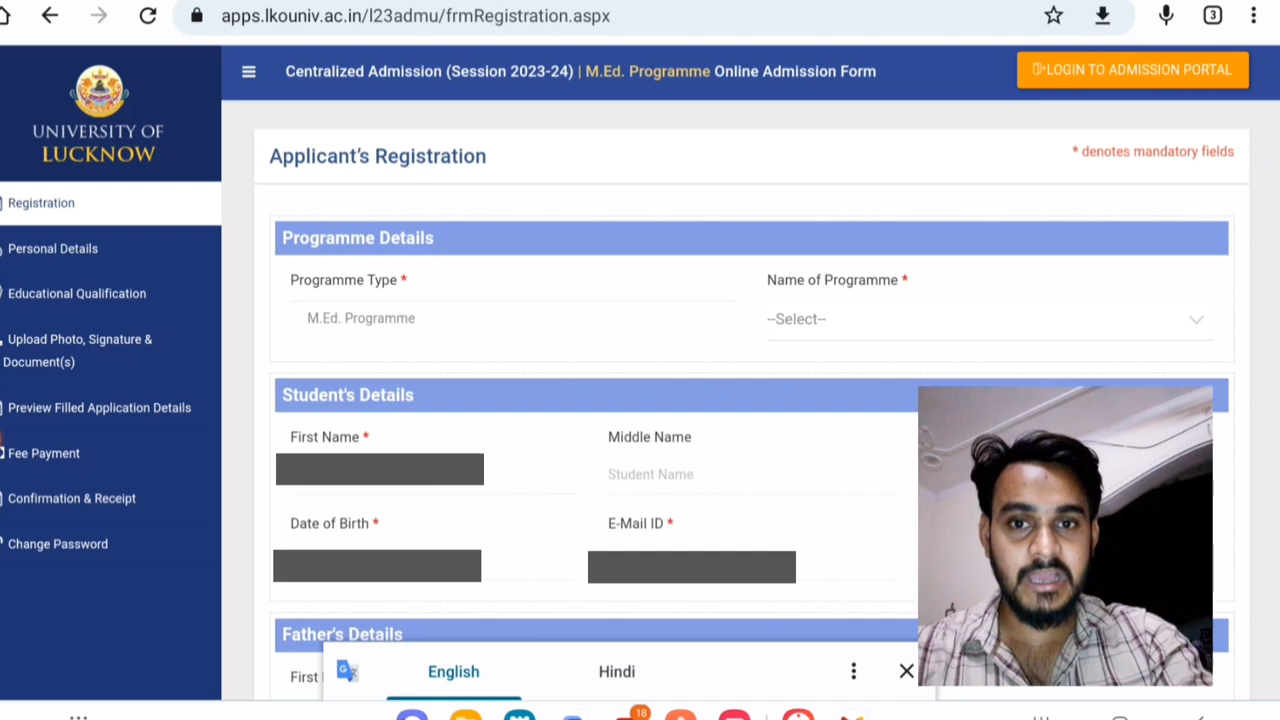 apps.lkouniv.ac.in/l23admu/frmRegistration.aspx
3
UNIVERSITY OF
LUCKNOW
Centralized Admission (Session 2023-24) | M.Ed. Programme Online Admission Form
LOGIN TO ADMISSION PORTAL
Registration
Personal Details
Educational Qualification
Upload Photo, Signature &
Document(s)
Preview Filled Application Details
Fee Payment
Confirmation & Receipt
Change Password
Applicant's Registration
* denotes mandatory fields
Programme Details
Programme Type *
Name of Programme *
M.Ed. Programme
--Select--
Student's Details
First Name *
Middle Name
Student Name
Date of Birth *
E-Mail ID *
Father's Details
First
English
Hindi
18